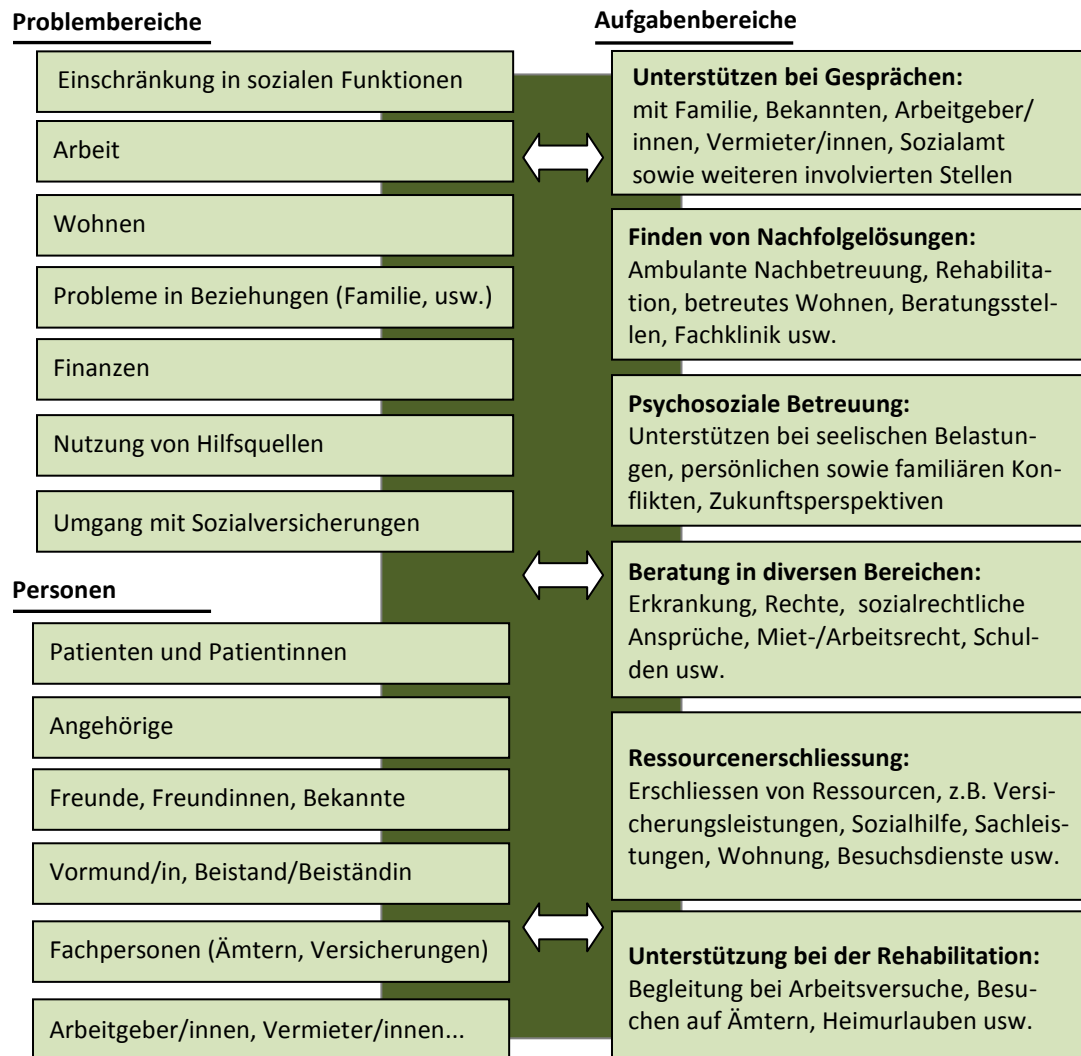 Problembereiche
Einschränkung in sozialen Funktionen
Arbeit
Wohnen
Probleme in Beziehungen (Familie, usw.)
Finanzen
Nutzung von Hilfsquellen
Umgang mit Sozialversicherungen
Personen
Patienten und Patientinnen
Angehörige
Freunde, Freundinnen, Bekannte
Vormund/in, Beistand/Beiständin
Fachpersonen (Ämtern, Versicherungen)
Arbeitgeber/innen, Vermieter/innen...
Aufgabenbereiche
Unterstützen bei Gesprächen:
mit Familie, Bekannten, Arbeitgeber/
innen, Vermieter/innen, Sozialamt
sowie weiteren involvierten Stellen
Finden von Nachfolgelösungen:
Ambulante Nachbetreuung, Rehabilita-
tion, betreutes Wohnen, Beratungsstel-
len, Fachklinik usw.
Psychosoziale Betreuung:
Unterstützen bei seelischen Belastun-
gen, persönlichen sowie familiären Kon-
flikten, Zukunftsperspektiven
Beratung in diversen Bereichen:
Erkrankung, Rechte, sozialrechtliche
Ansprüche, Miet-/Arbeitsrecht, Schul-
den usw.
Ressourcenerschliessung:
Erschliessen von Ressourcen, z.B. Versi-
cherungsleistungen, Sozialhilfe, Sachleis-
tungen, Wohnung, Besuchsdienste usw.
Unterstützung bei der Rehabilitation:
Begleitung bei Arbeitsversuche, Besu-
chen auf Ämtern, Heimurlauben usw.